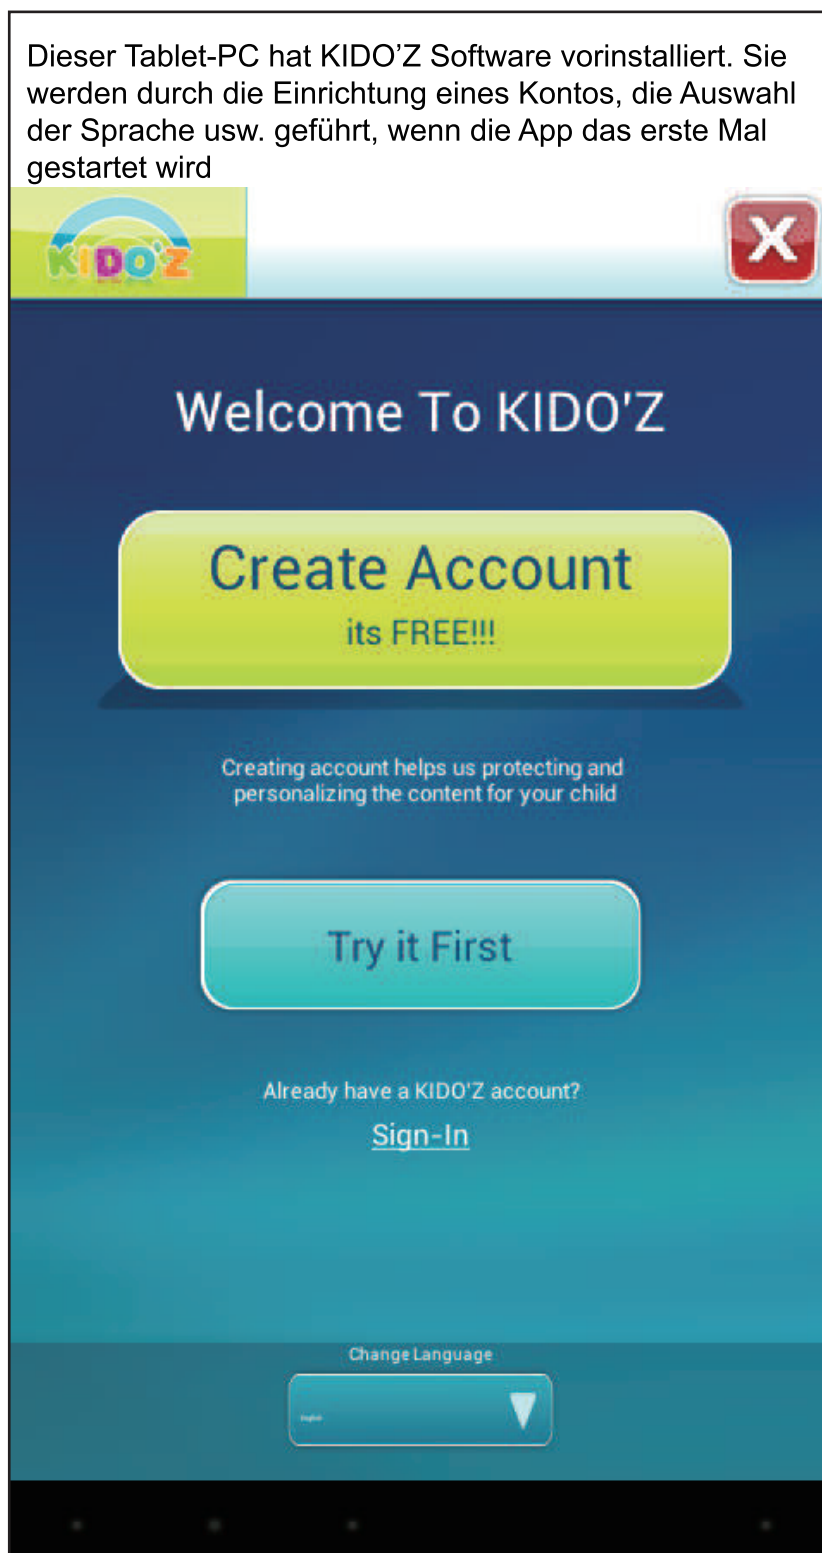 Dieser Tablet-PC hat KIDO’Z Software vorinstalliert. Sie
werden durch die Einrichtung eines Kontos, die Auswahl
der Sprache usw. geführt, wenn die App das erste Mal
gestartet wird
KIDO'Z
X
Welcome To KIDO'Z
Create Account
its FREE!!!
Creating account helps us protecting and
personalizing the content for your child
Try it First
Already have a KIDO'Z account?
Sign-In
Change Language
English